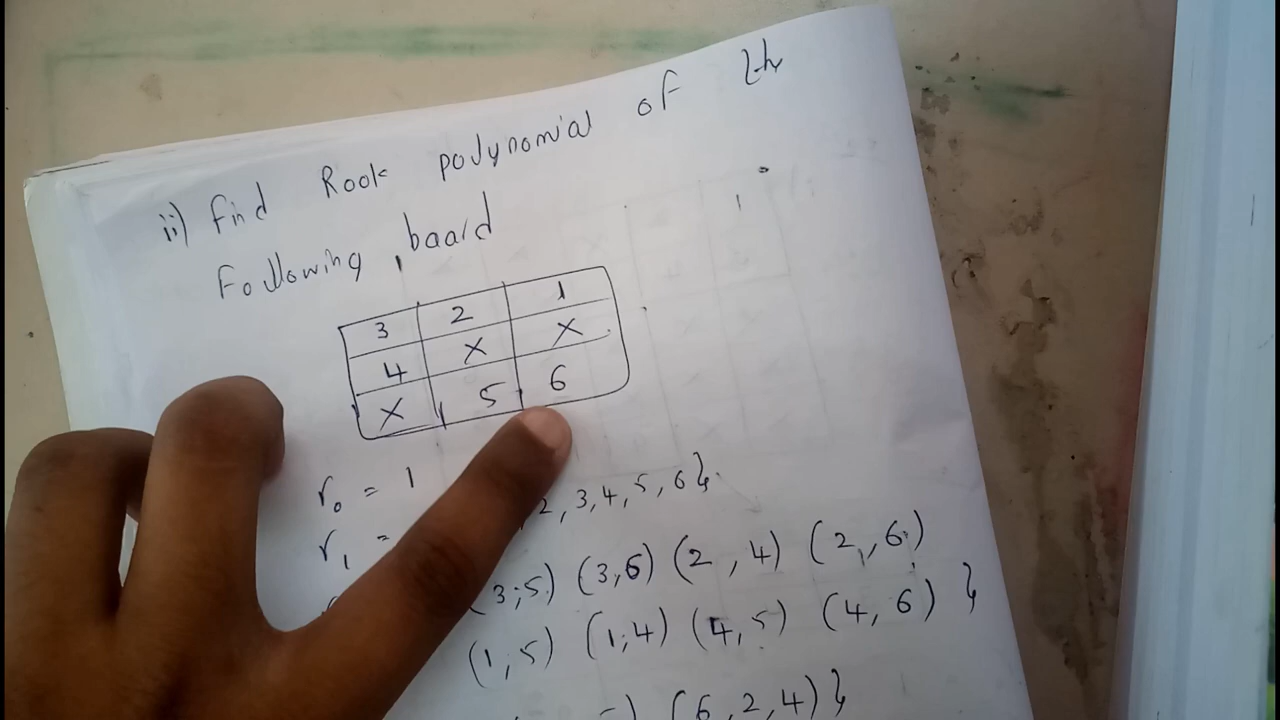 ii) Find Rook polynomial of th
Following board
3 2 1
4 X X
X 5 6
r₀ = 1
r₁ = 2, 3, 4, 5, 6}.
(3,5) (3,6) (2, 4) (2, 6)
(1, 5) (1, 4) (4, 5) (4, 6) }
(6, 2, 4) }